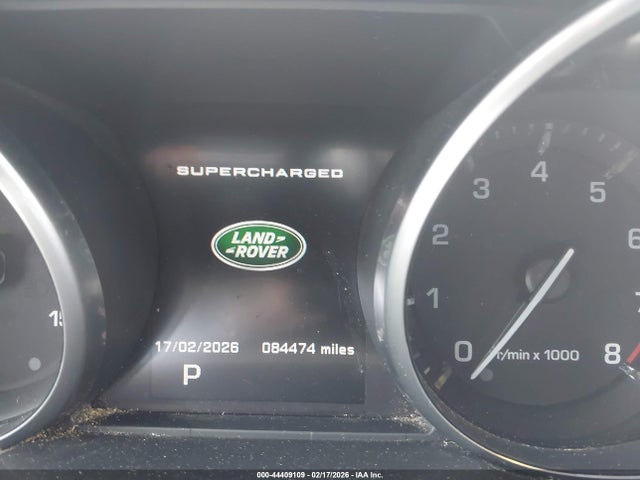 SUPERCHARGED
LAND
ROVER
17/02/2026 084474 miles
P
0 1 2 3 4 5 6 7 8
r/min x 1000
000-44409109 - 02/17/2026 - IAA Inc.